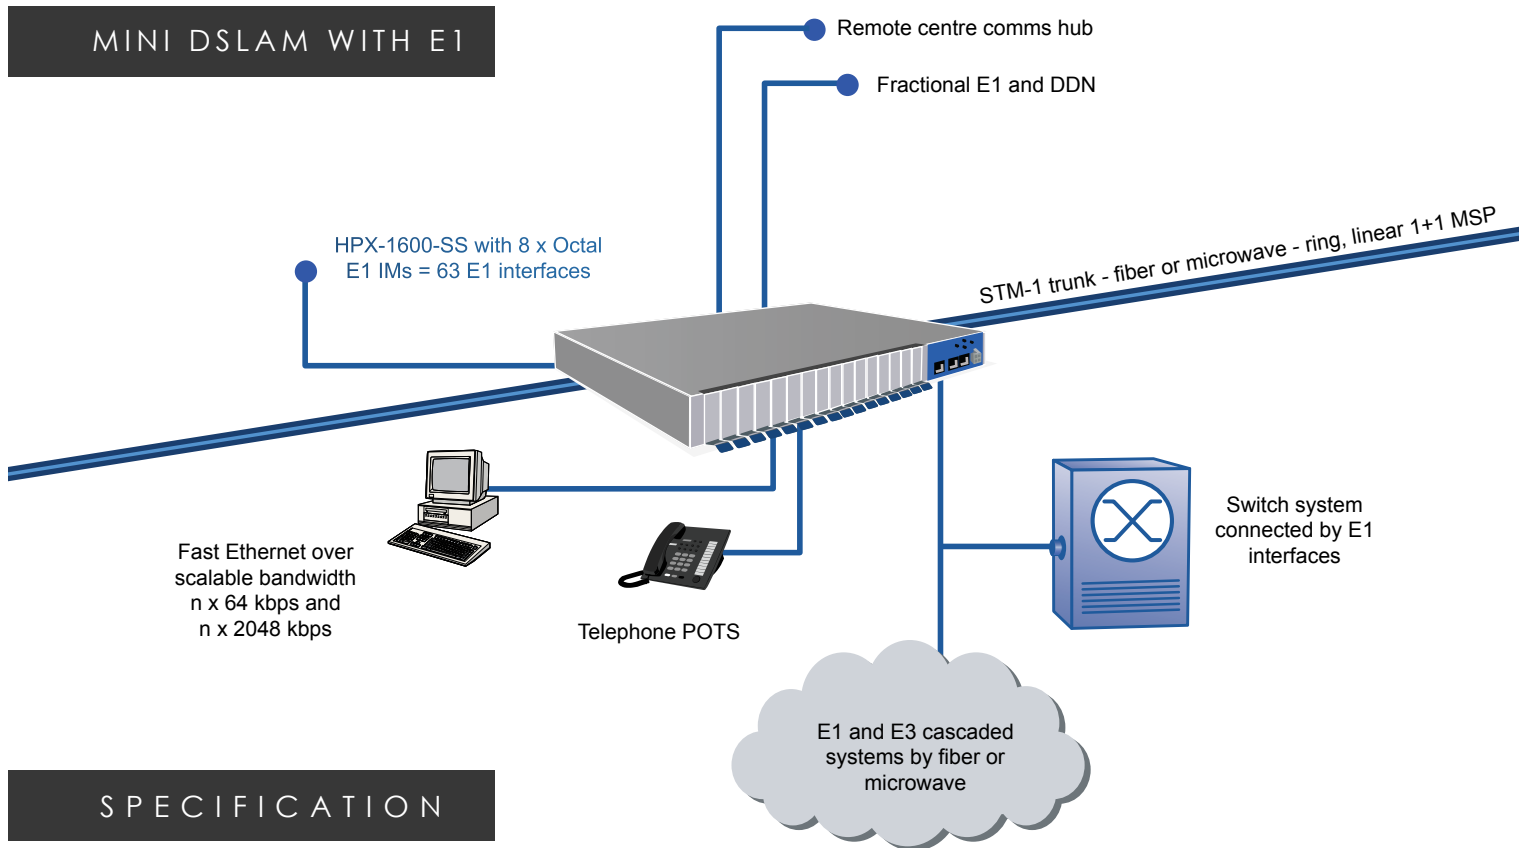 MINI DSLAM WITH E1
Remote centre comms hub
Fractional E1 and DDN
HPX-1600-SS with 8 x Octal
E1 IMs = 63 E1 interfaces
STM-1 trunk - fiber or microwave - ring, linear 1+1 MSP
Fast Ethernet over
scalable bandwidth
n x 64 kbps and
n x 2048 kbps
Telephone POTS
Switch system
connected by E1
interfaces
E1 and E3 cascaded
systems by fiber or
microwave
SPECIFICATION